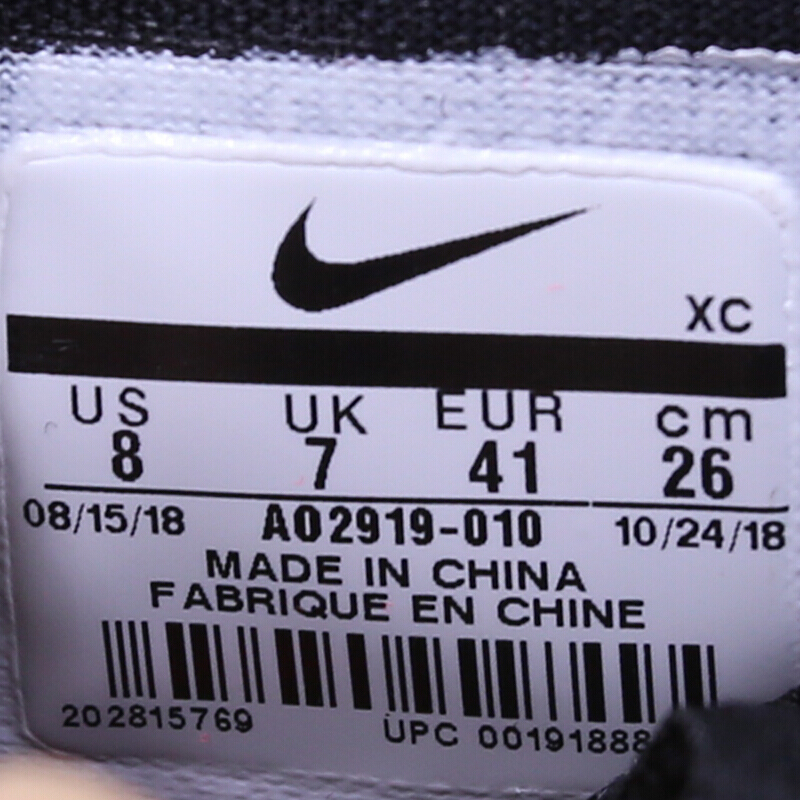 XC
US UK EUR cm
8 7 41 26
08/15/18 AO2919-010 10/24/18
MADE IN CHINA
FABRIQUE EN CHINE
202815769 UPC 00191888